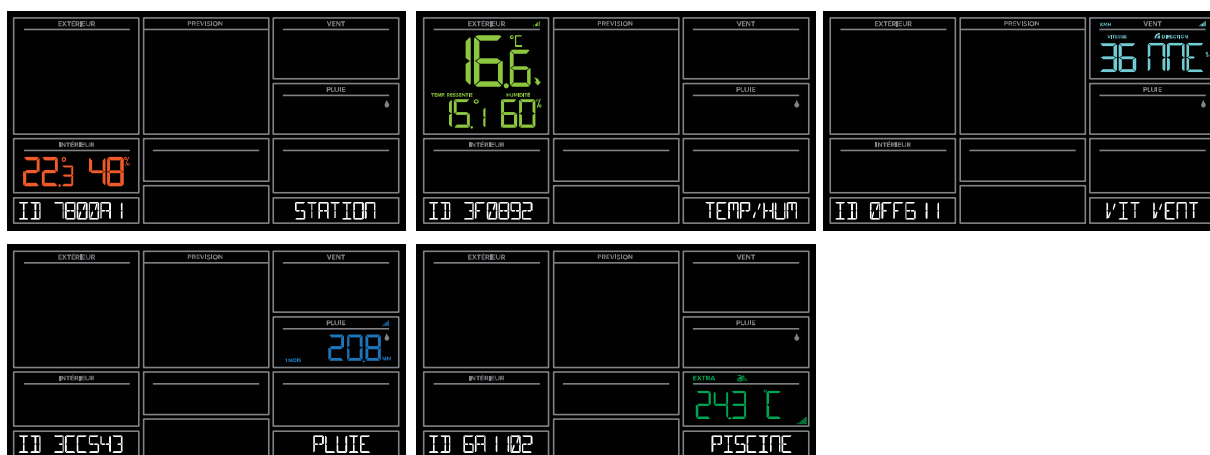 EXTÉRIEUR PREVISION VENT
PLUIE
INTÉRIEUR
22.3° 48%
ID 7800A1 STATION
EXTÉRIEUR PREVISION VENT
16.6 °C
PLUIE
TEMP. RESSENTIE HUMIDITÉ
15.1° 60%
INTÉRIEUR
ID 3F0892 TEMP/HUM
EXTÉRIEUR PREVISION KMH VENT
VITESSE DIRECTION
36 NNE
PLUIE
INTÉRIEUR
ID 0FF611 VIT VENT
EXTÉRIEUR PREVISION VENT
PLUIE
1 MOIS 20.8 MM
INTÉRIEUR
ID 3CC543 PLUIE
EXTÉRIEUR PREVISION VENT
PLUIE
INTÉRIEUR EXTRA
24.3 °C
ID 6A1102 PISCINE